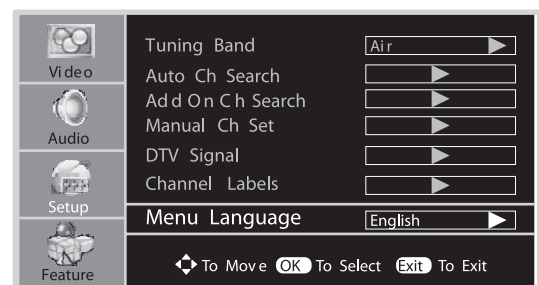 Video
Audio
Setup
Feature
Tuning Band Air
Auto Ch Search
Add On Ch Search
Manual Ch Set
DTV Signal
Channel Labels
Menu Language English
To Move OK To Select Exit To Exit